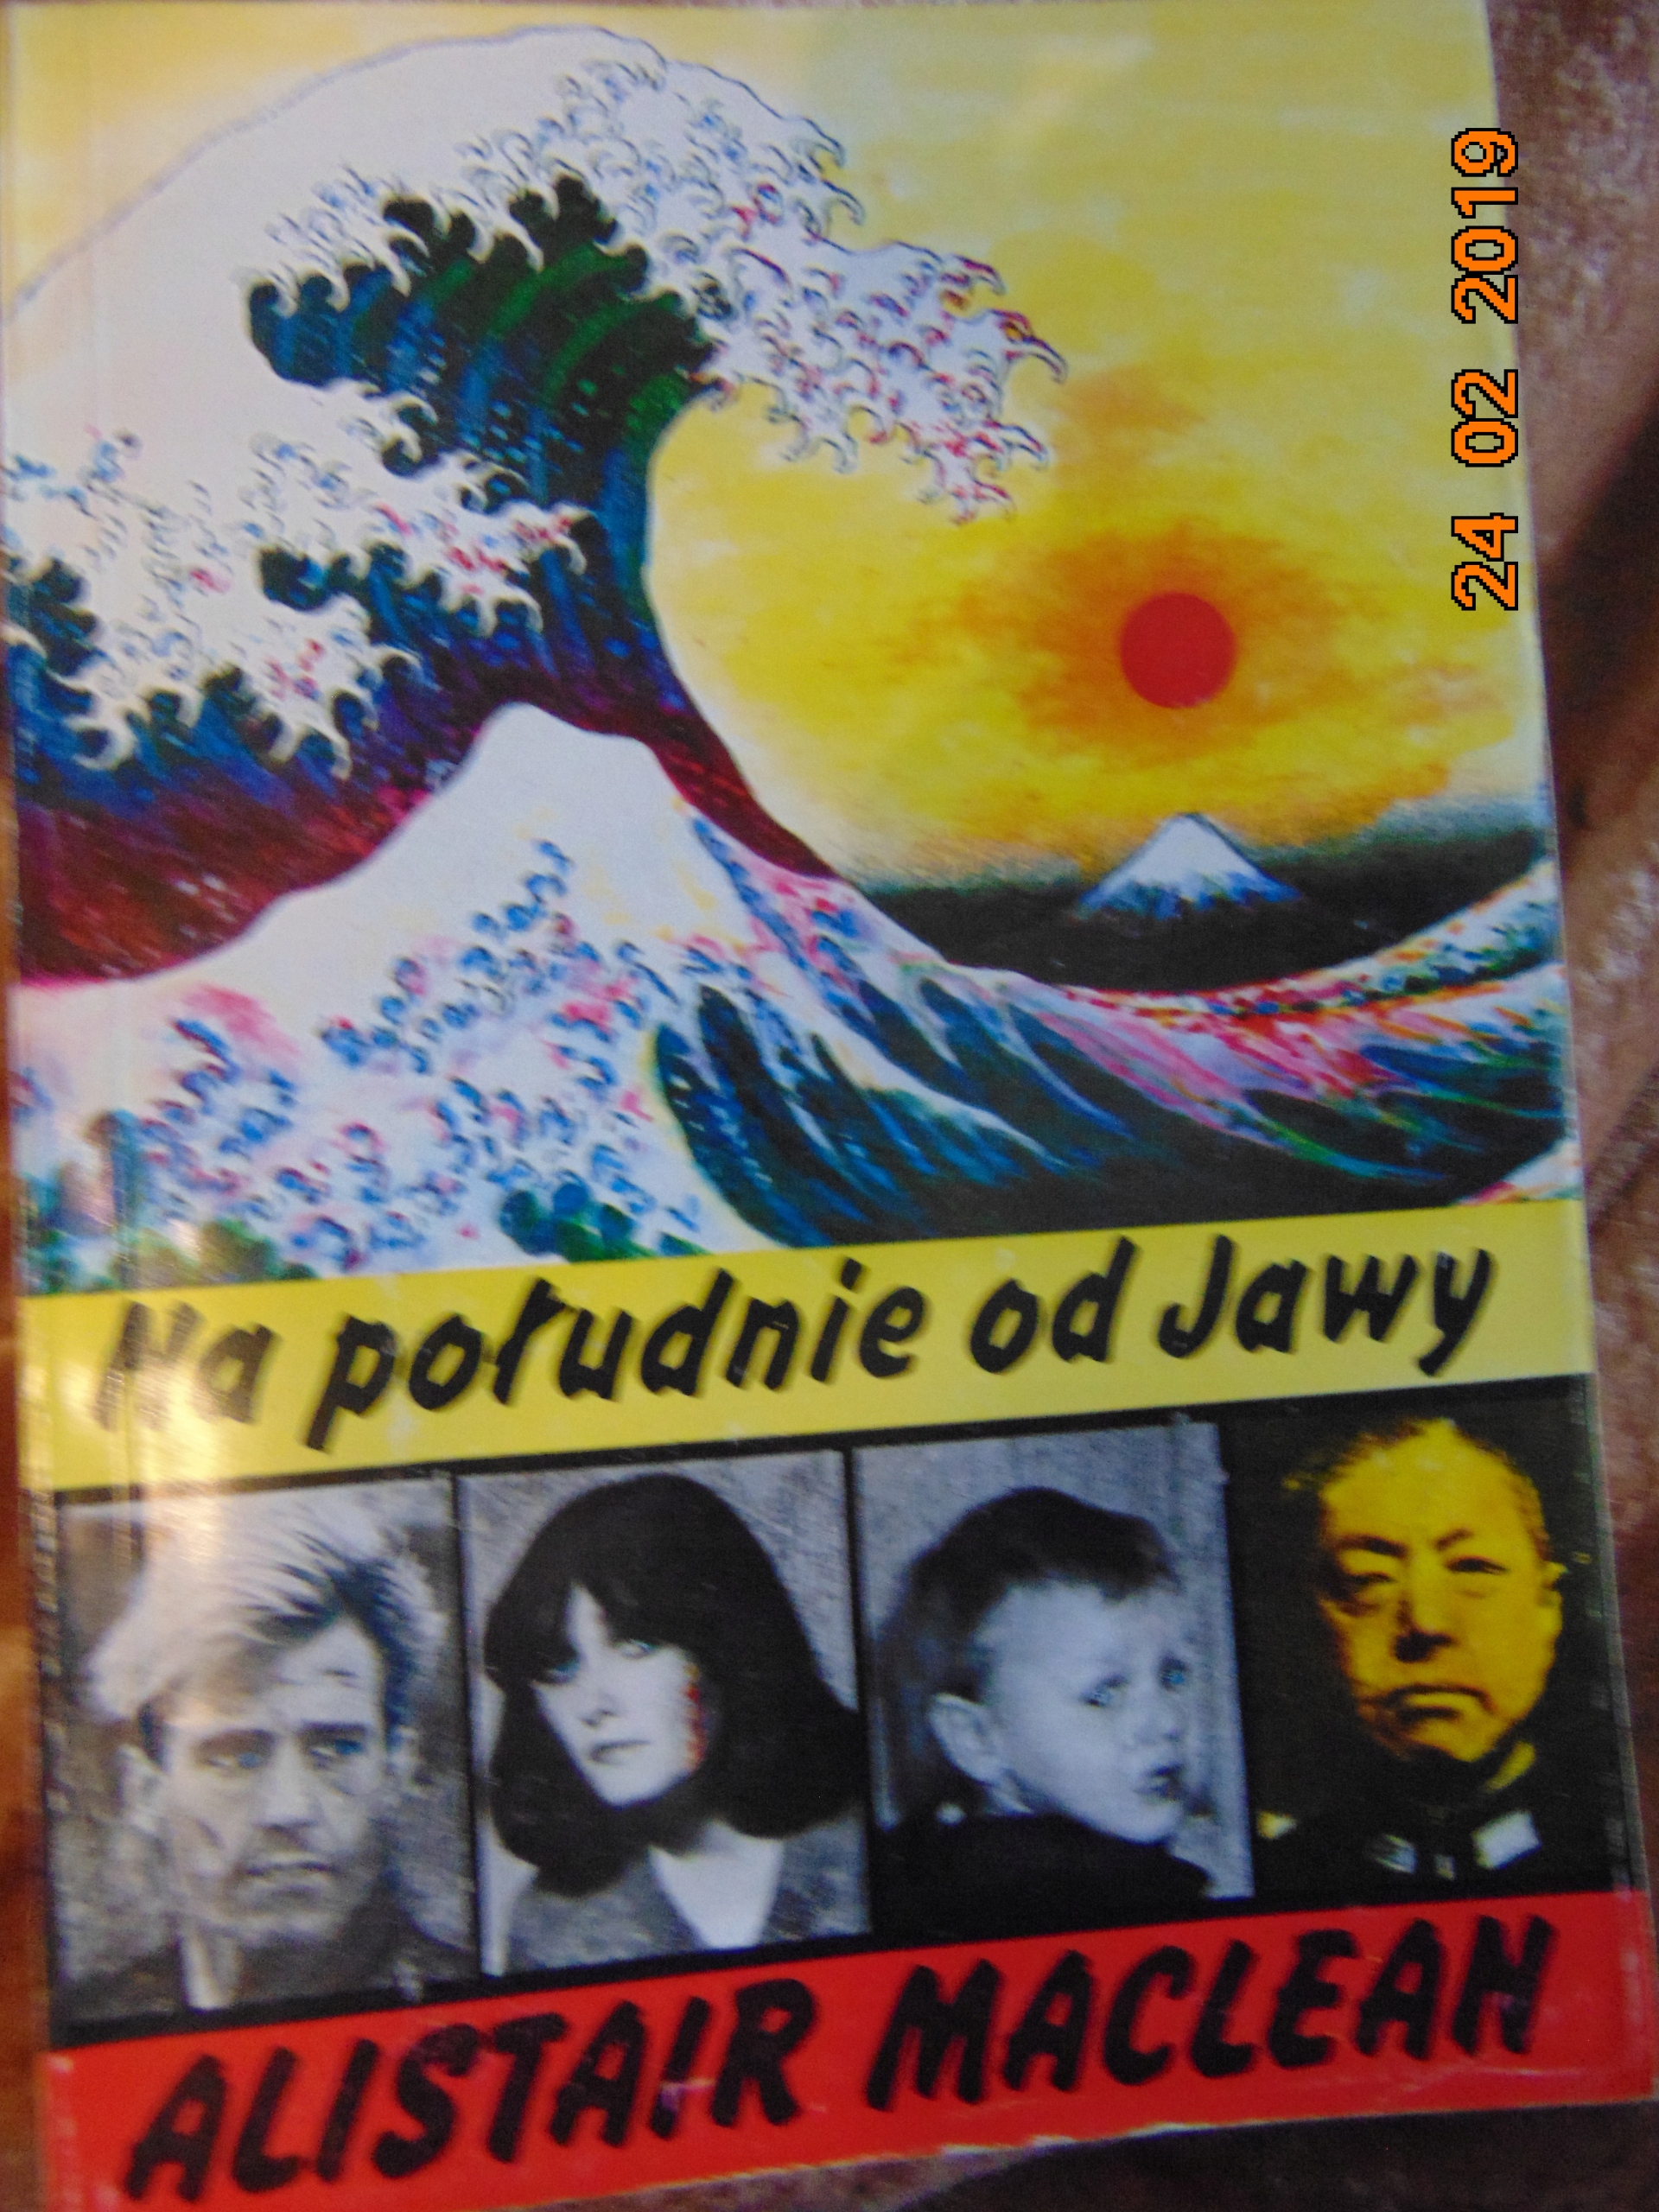 24 02 2019
Na południe od Jawy
ALISTAIR MACLEAN